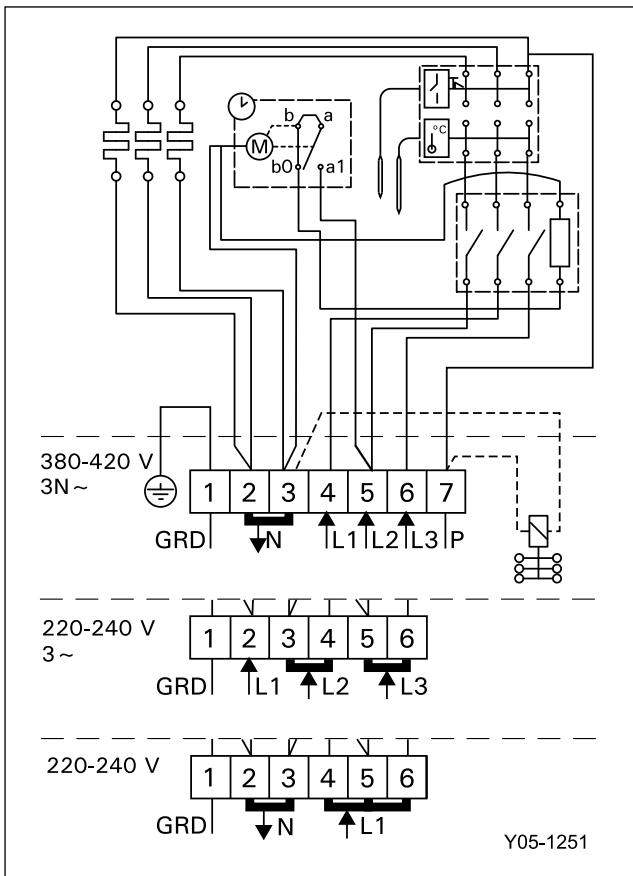 b a
°C
M
b0 a1
380-420 V
3N ~
1 2 3 4 5 6 7
GRD N L1 L2 L3 P
220-240 V
3 ~
1 2 3 4 5 6
GRD L1 L2 L3
220-240 V
1 2 3 4 5 6
GRD N L1
Y05-1251